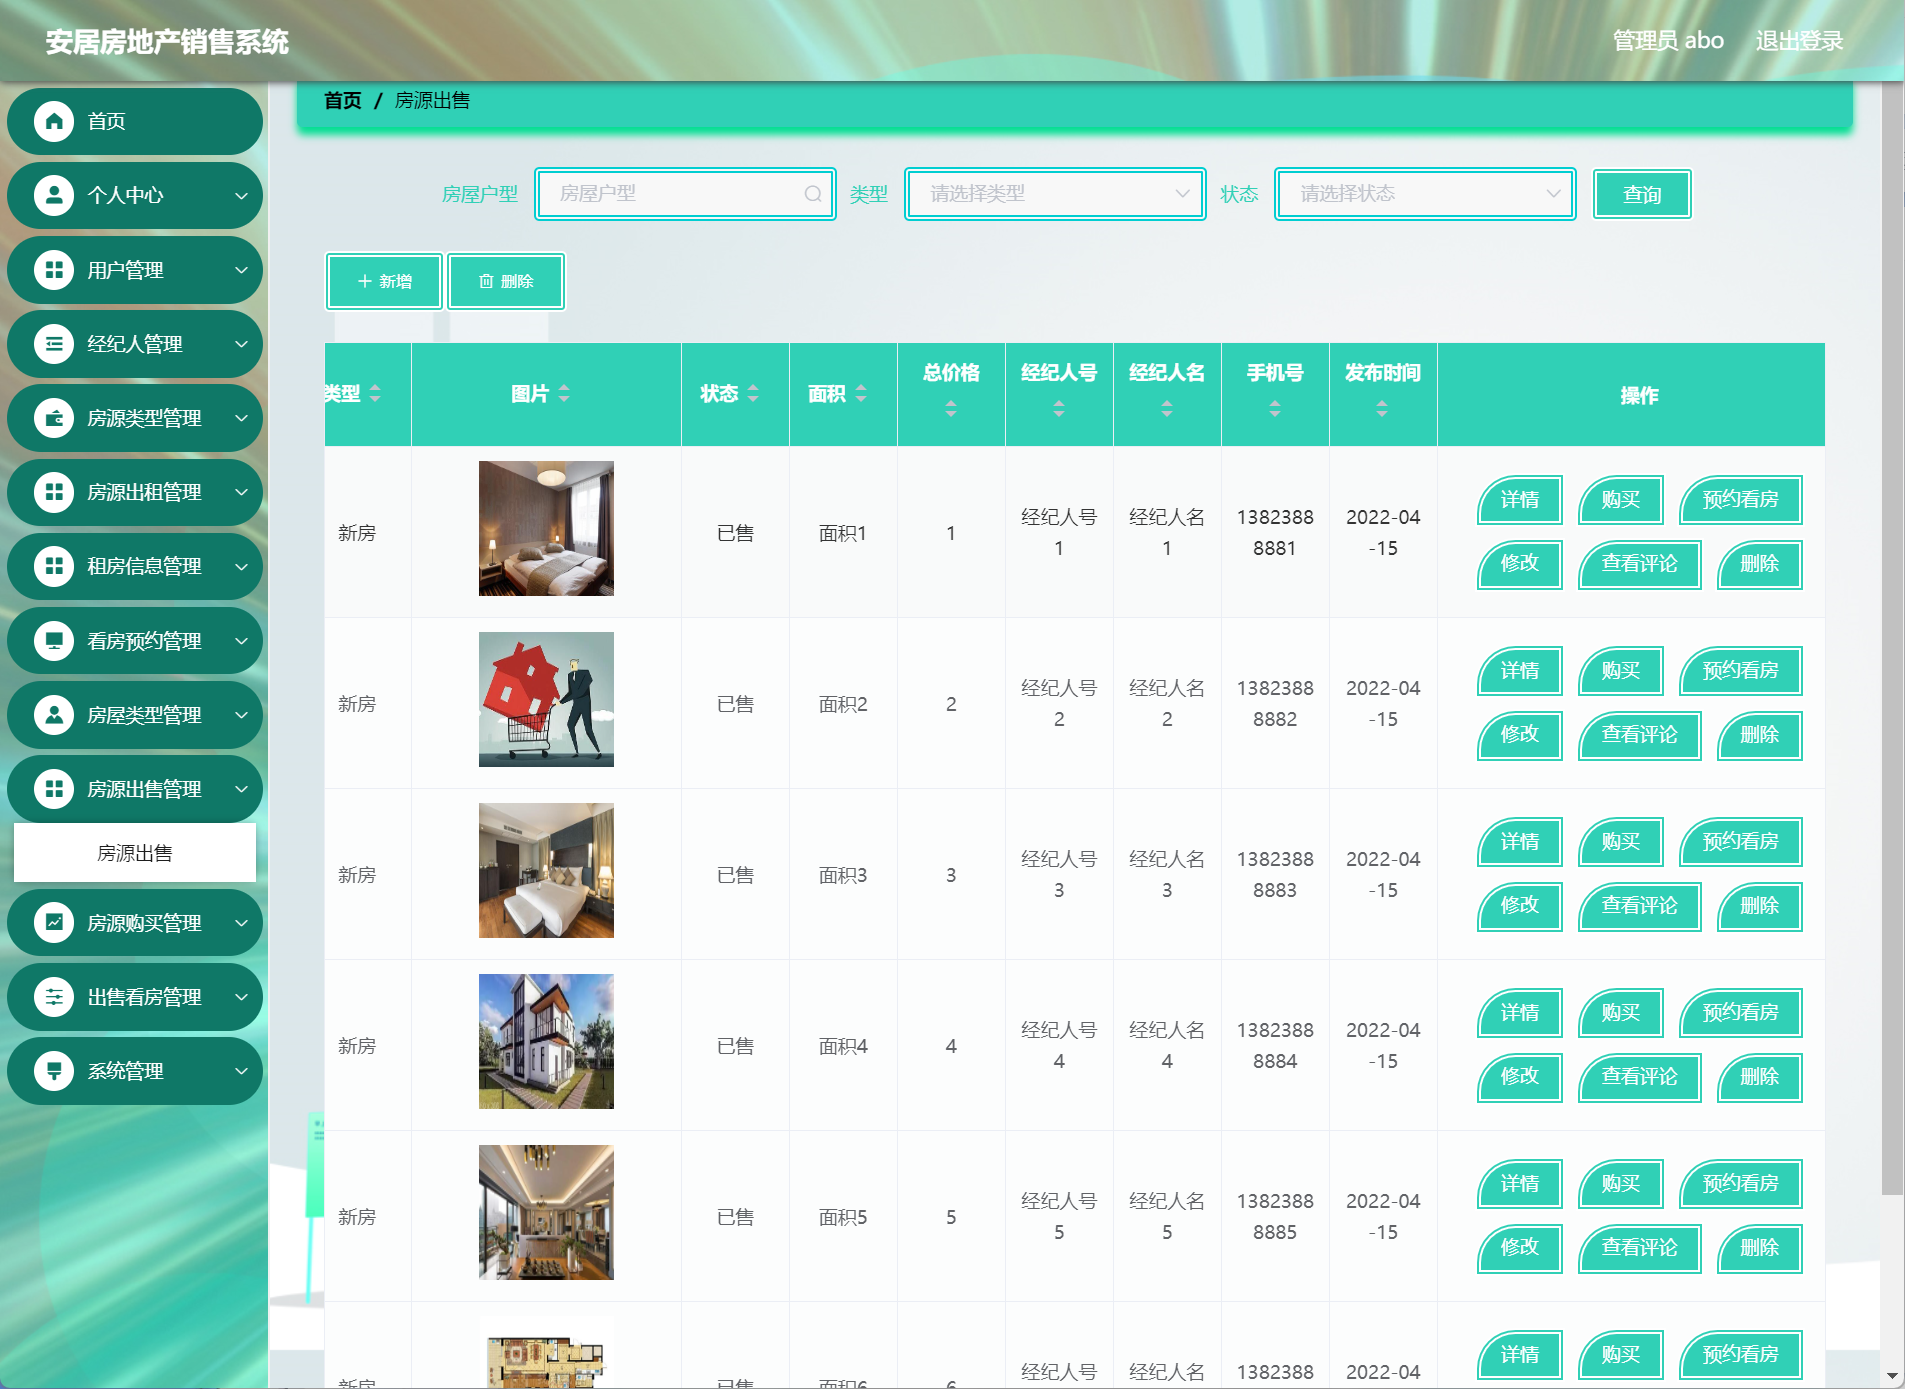 安居房地产销售系统
管理员 abo 退出登录
首页
个人中心
用户管理
经纪人管理
房源类型管理
房源出租管理
租房信息管理
看房预约管理
房屋类型管理
房源出售管理
房源出售
房源购买管理
出售看房管理
系统管理
首页 / 房源出售
房屋户型 房屋户型 类型 请选择类型 状态 请选择状态 查询
新增 删除
类型 图片 状态 面积 总价格 经纪人号 经纪人名 手机号 发布时间 操作
新房 已售 面积1 1 经纪人号 经纪人名 1382388 2022-04
1 1 8881 -15
详情 购买 预约看房
修改 查看评论 删除
新房 已售 面积2 2 经纪人号 经纪人名 1382388 2022-04
2 2 8882 -15
详情 购买 预约看房
修改 查看评论 删除
新房 已售 面积3 3 经纪人号 经纪人名 1382388 2022-04
3 3 8883 -15
详情 购买 预约看房
修改 查看评论 删除
新房 已售 面积4 4 经纪人号 经纪人名 1382388 2022-04
4 4 8884 -15
详情 购买 预约看房
修改 查看评论 删除
新房 已售 面积5 5 经纪人号 经纪人名 1382388 2022-04
5 5 8885 -15
详情 购买 预约看房
修改 查看评论 删除
新房 已售 面积6 6 经纪人号 经纪人名 1382388 2022-04
详情 购买 预约看房